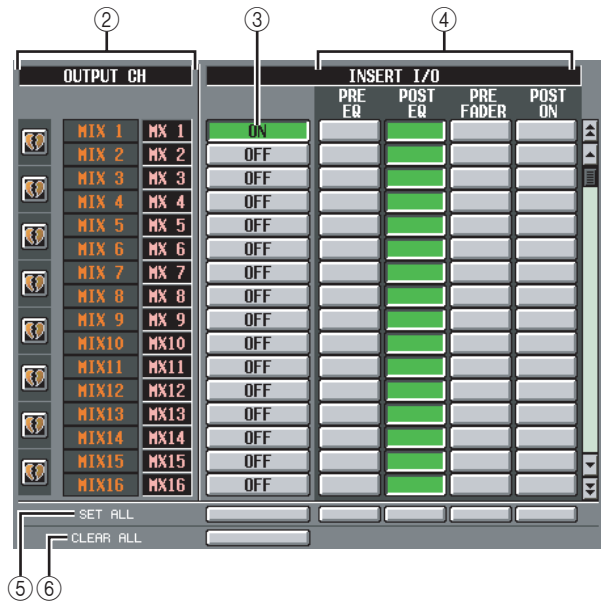 ② ③ ④
OUTPUT CH INSERT I/O
PRE EQ POST EQ PRE FADER POST ON
MIX 1 MX 1 ON
MIX 2 MX 2 OFF
MIX 3 MX 3 OFF
MIX 4 MX 4 OFF
MIX 5 MX 5 OFF
MIX 6 MX 6 OFF
MIX 7 MX 7 OFF
MIX 8 MX 8 OFF
MIX 9 MX 9 OFF
MIX10 MX10 OFF
MIX11 MX11 OFF
MIX12 MX12 OFF
MIX13 MX13 OFF
MIX14 MX14 OFF
MIX15 MX15 OFF
MIX16 MX16 OFF
SET ALL
CLEAR ALL
⑤ ⑥